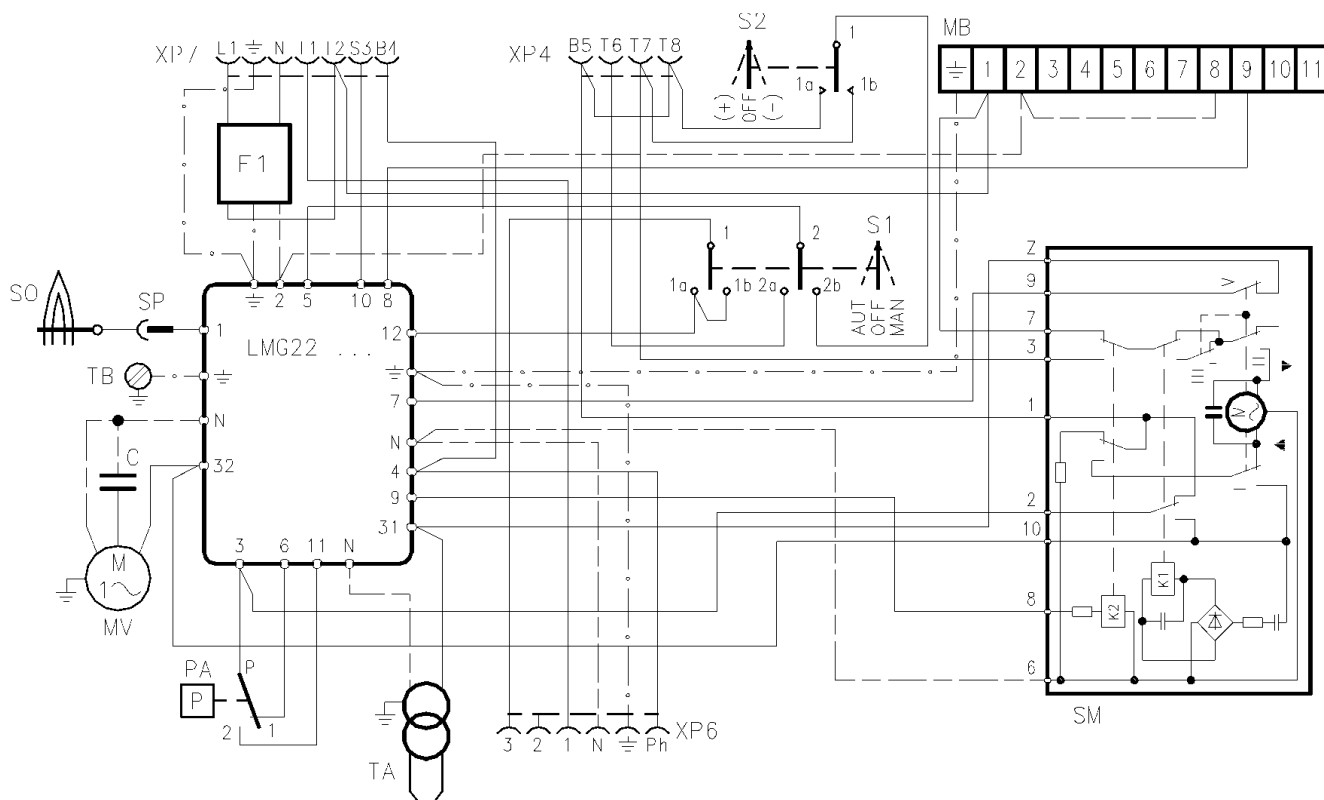 XP7 L1 N T1 T2 S3 B4
XP4 B5 T6 T7 T8
S2
1
1a 1b
(+) OFF (-)
MB
1 2 3 4 5 6 7 8 9 10 11
F1
S1
1 2
1a 1b 2a 2b
AUT OFF MAN
SO
SP
1
2 5 10 8
LMG22 ...
12
TB
7
N
N
4
C
32
9
31
3 6 11 N
M
1
MV
PA
P
P
2 1
TA
3 2 1 N Ph
XP6
Z
9
7
3
1
2
10
8
6
K1
K2
SM